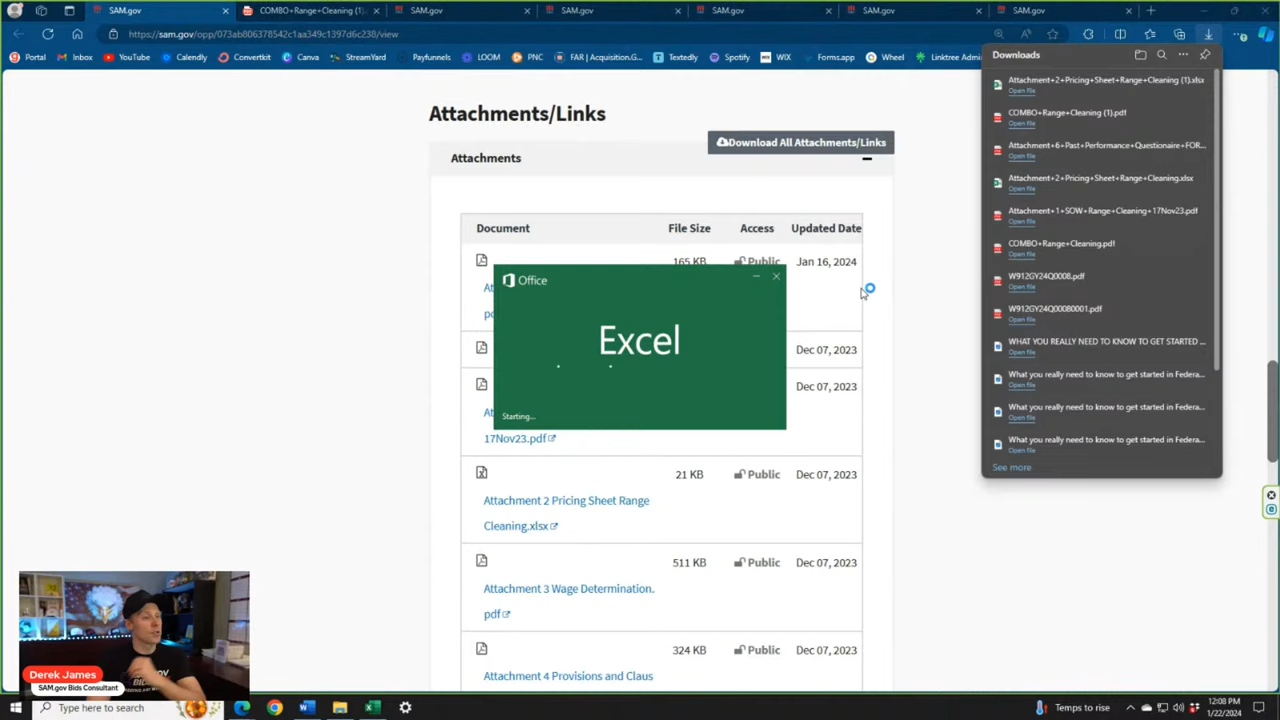 SAM.gov
COMBO+Range+Cleaning (1).
SAM.gov
SAM.gov
SAM.gov
SAM.gov
SAM.gov
https://sam.gov/opp/073ab806378542c1aa349c1397d6c238/view
Portal
Inbox
YouTube
Calendly
Convertkit
Canva
StreamYard
Payfunnels
LOOM
PNC
FAR | Acquisition.G...
Textedly
Spotify
WIX
Forms.app
Wheel
Linktree Admi
Downloads
Attachment+2+Pricing+Sheet+Range+Cleaning (1).xlsx
Open file
COMBO+Range+Cleaning (1).pdf
Open file
Attachment+6+Past+Performance+Questionaire+FOR...
Open file
Attachment+2+Pricing+Sheet+Range+Cleaning.xlsx
Open file
Attachment+1+SOW+Range+Cleaning+17Nov23.pdf
Open file
COMBO+Range+Cleaning.pdf
Open file
W912GY24Q0008.pdf
Open file
W912GY24Q00080001.pdf
Open file
WHAT YOU REALLY NEED TO KNOW TO GET STARTED ...
Open file
What you really need to know to get started in Federa...
Open file
What you really need to know to get started in Federa...
Open file
What you really need to know to get started in Federa...
Open file
See more
Attachments/Links
Download All Attachments/Links
Attachments
Document
File Size
Access
Updated Date
165 KB
Public
Jan 16, 2024
Dec 07, 2023
Dec 07, 2023
17Nov23.pdf
Office
Excel
Starting...
21 KB
Public
Dec 07, 2023
Attachment 2 Pricing Sheet Range
Cleaning.xlsx
511 KB
Public
Dec 07, 2023
Attachment 3 Wage Determination.
pdf
324 KB
Public
Dec 07, 2023
Attachment 4 Provisions and Claus
Derek James
SAM.gov Bids Consultant
BIDS
Type here to search
Temps to rise
12:08 PM
1/22/2024